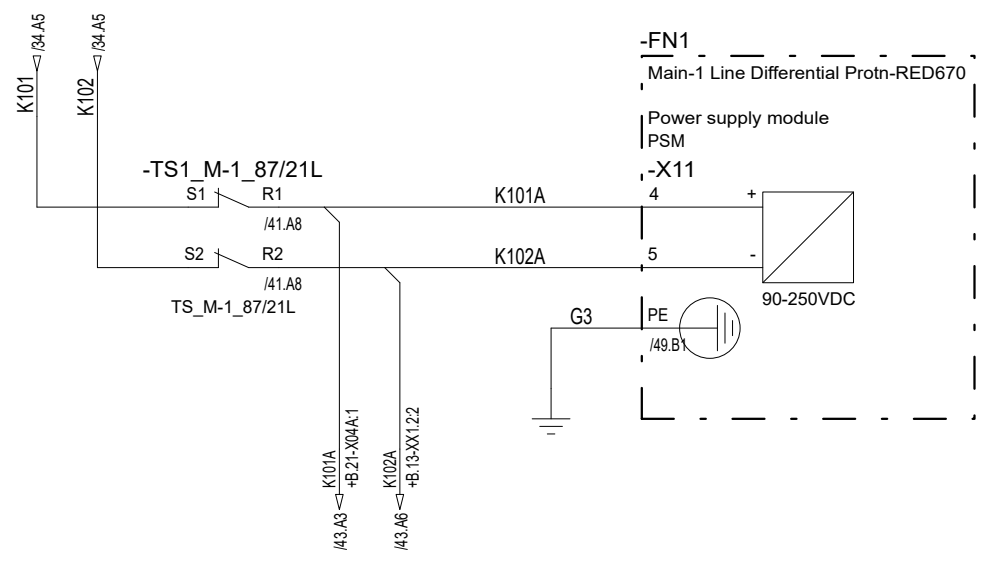 /34.A5
/34.A5
K101
K102
-FN1
Main-1 Line Differential Protn-RED670
Power supply module
PSM
-TS1_M-1_87/21L
-X11
S1
R1
K101A
4
+
/41.A8
S2
R2
K102A
5
-
/41.A8
TS_M-1_87/21L
90-250VDC
G3
PE
/49.B1
K101A
+B.21-X04A:1
K102A
+B.13-XX1.2:2
/43.A3
/43.A6